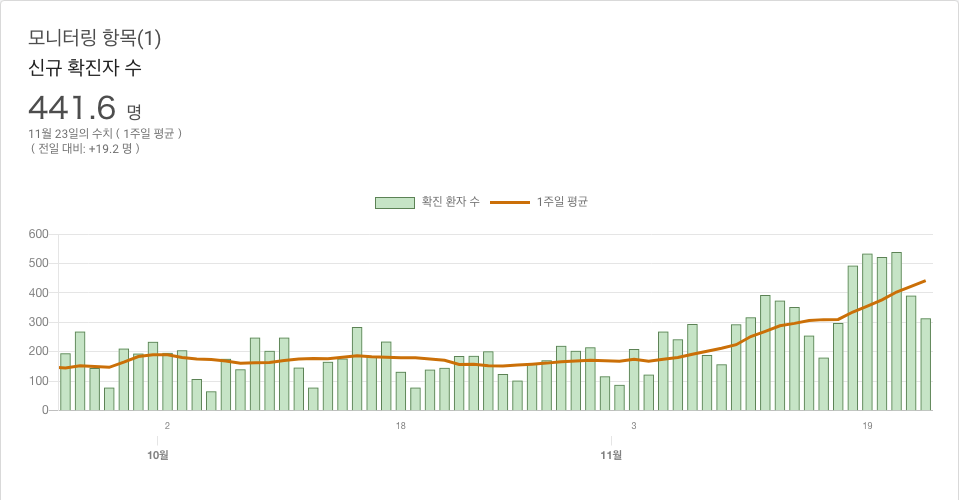 모니터링 항목(1)
신규 확진자 수
441.6 명
11월 23일의 수치 ( 1주일 평균 )
( 전일 대비: +19.2 명 )
확진 환자 수 1주일 평균
600
500
400
300
200
100
0
2 18 3 19
10월 11월